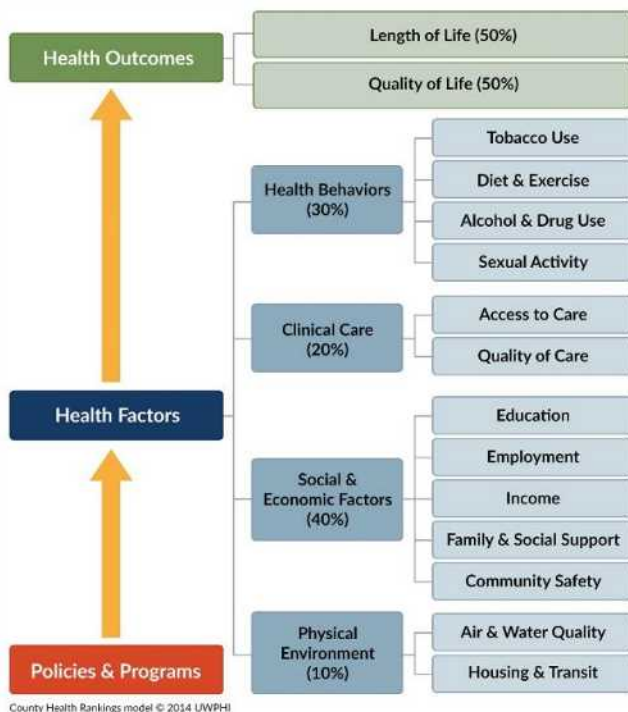 Health Outcomes
Length of Life (50%)
Quality of Life (50%)
Health Factors
Health Behaviors
(30%)
Tobacco Use
Diet & Exercise
Alcohol & Drug Use
Sexual Activity
Clinical Care
(20%)
Access to Care
Quality of Care
Social &
Economic Factors
(40%)
Education
Employment
Income
Family & Social Support
Community Safety
Physical
Environment
(10%)
Air & Water Quality
Housing & Transit
Policies & Programs
County Health Rankings model © 2014 UWPHI